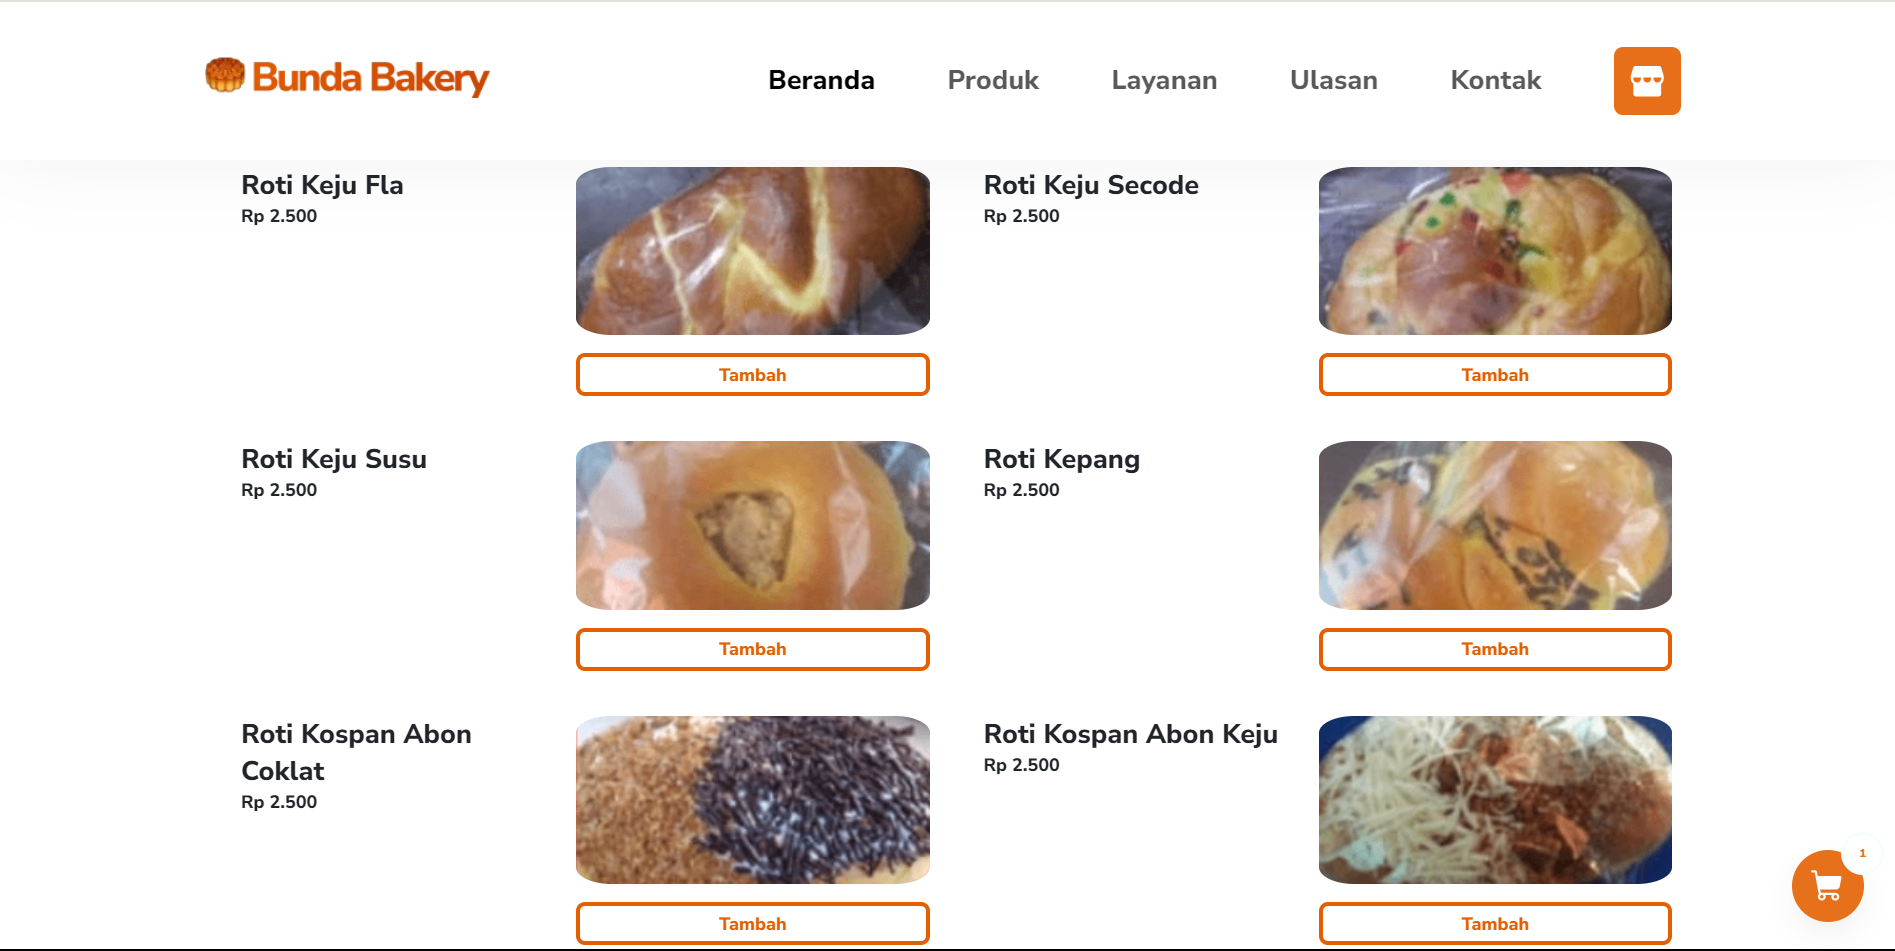 Bunda Bakery
Beranda
Produk
Layanan
Ulasan
Kontak
Roti Keju Fla
Rp 2.500
Tambah
Roti Keju Secode
Rp 2.500
Tambah
Roti Keju Susu
Rp 2.500
Tambah
Roti Kepang
Rp 2.500
Tambah
Roti Kospan Abon
Coklat
Rp 2.500
Tambah
Roti Kospan Abon Keju
Rp 2.500
Tambah
1